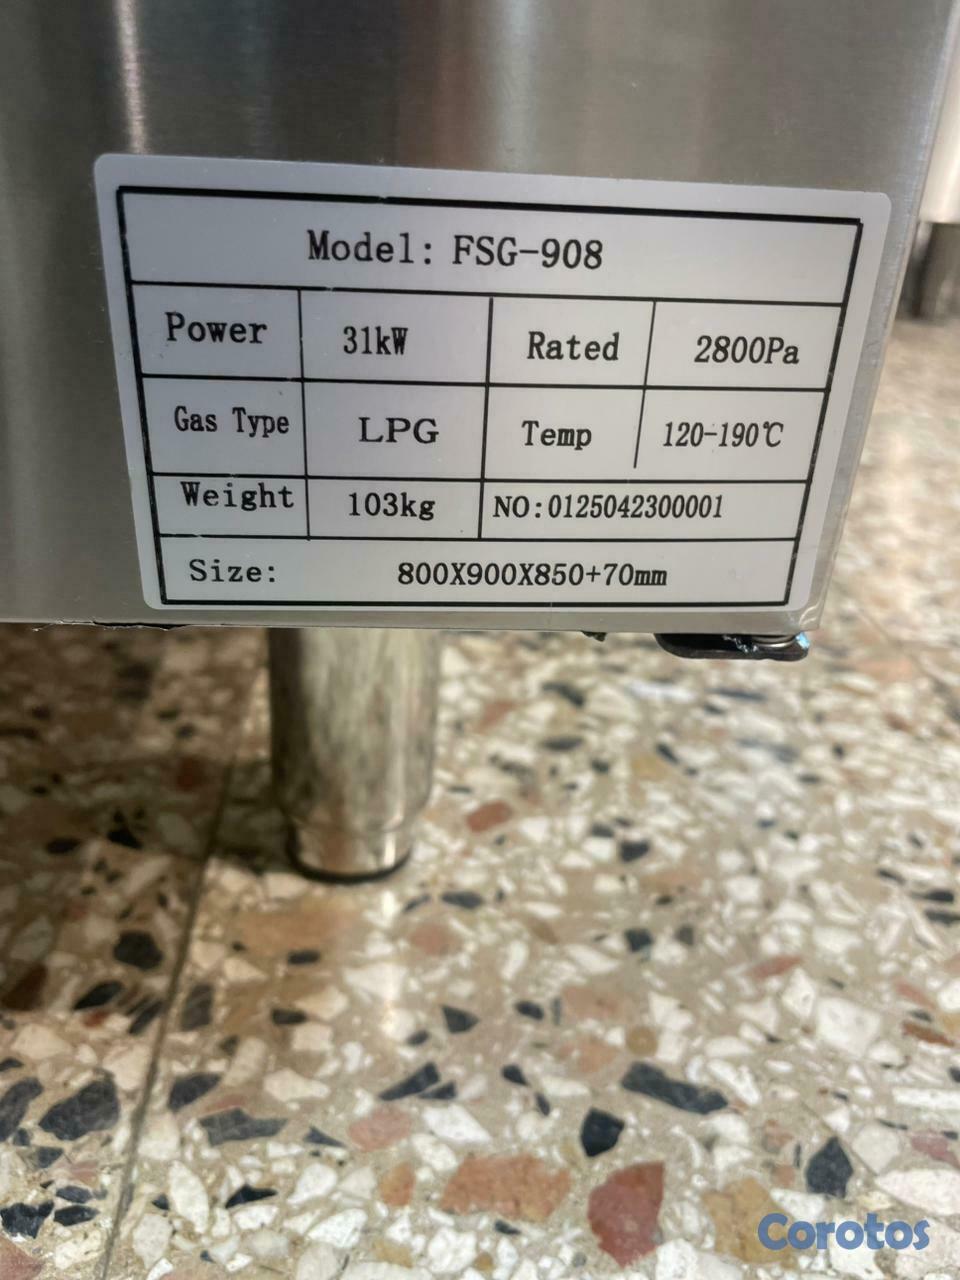 Model: FSG-908
Power 31kW Rated 2800Pa
Gas Type LPG Temp 120-190℃
Weight 103kg NO:0125042300001
Size: 800X900X850+70mm
Corotos